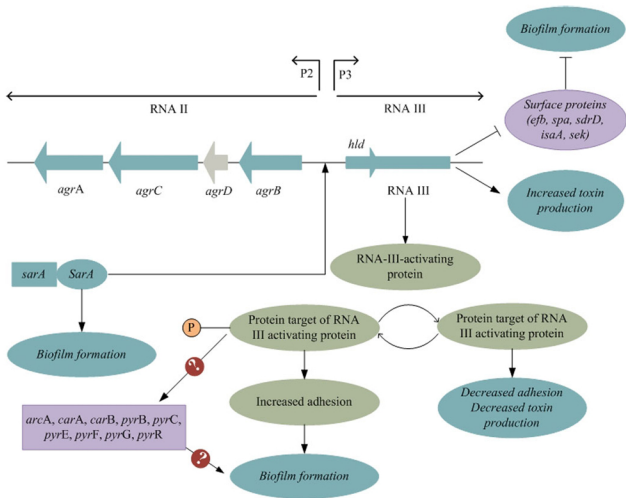 Biofilm formation
P2
P3
RNA II
RNA III
Surface proteins
(efb, spa, sdrD,
isaA, sek)
hld
agrA
agrC
agrD
agrB
RNA III
Increased toxin
production
RNA-III-activating
protein
sarA
SarA
P
Protein target of RNA
III activating protein
Protein target of RNA
III activating protein
Biofilm formation
?
Increased adhesion
Decreased adhesion
Decreased toxin
production
arcA, carA, carB, pyrB, pyrC,
pyrE, pyrF, pyrG, pyrR
?
Biofilm formation